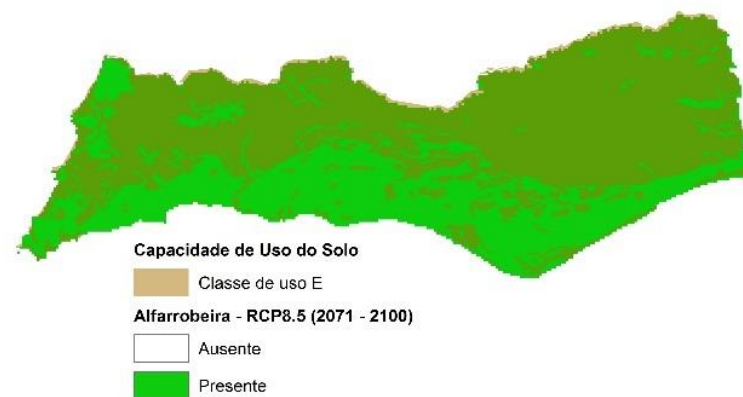 Capacidade de Uso do Solo
Classe de uso E
Alfarrobeira - RCP8.5 (2071 - 2100)
Ausente
Presente